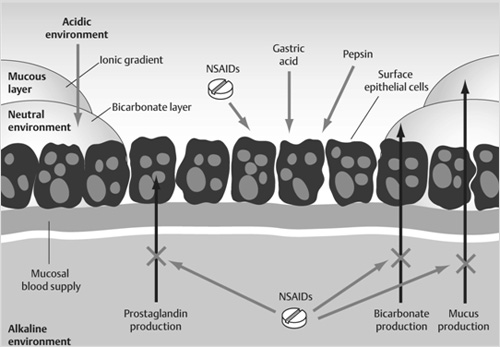 Acidic
environment
Ionic gradient
Mucous
layer
Bicarbonate layer
Neutral
environment
NSAIDs
Gastric
acid
Pepsin
Surface
epithelial cells
Mucosal
blood supply
Prostaglandin
production
NSAIDs
Bicarbonate
production
Mucus
production
Alkaline
environment